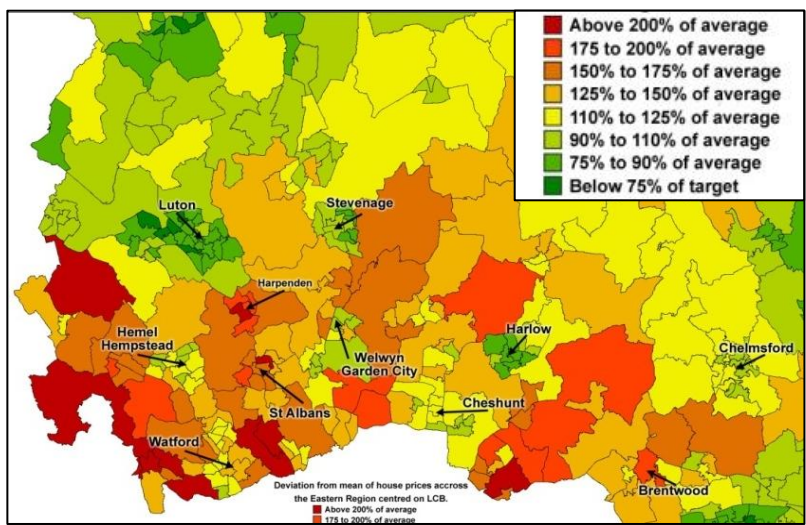 Above 200% of average
175 to 200% of average
150% to 175% of average
125% to 150% of average
110% to 125% of average
90% to 110% of average
75% to 90% of average
Below 75% of target
Luton
Stevenage
Harpenden
Hemel
Hempstead
Harlow
Chelmsford
Welwyn
Garden City
St Albans
Cheshunt
Watford
Brentwood
Deviation from mean of house prices accross
the Eastern Region centred on LCB.
Above 200% of average
175 to 200% of average